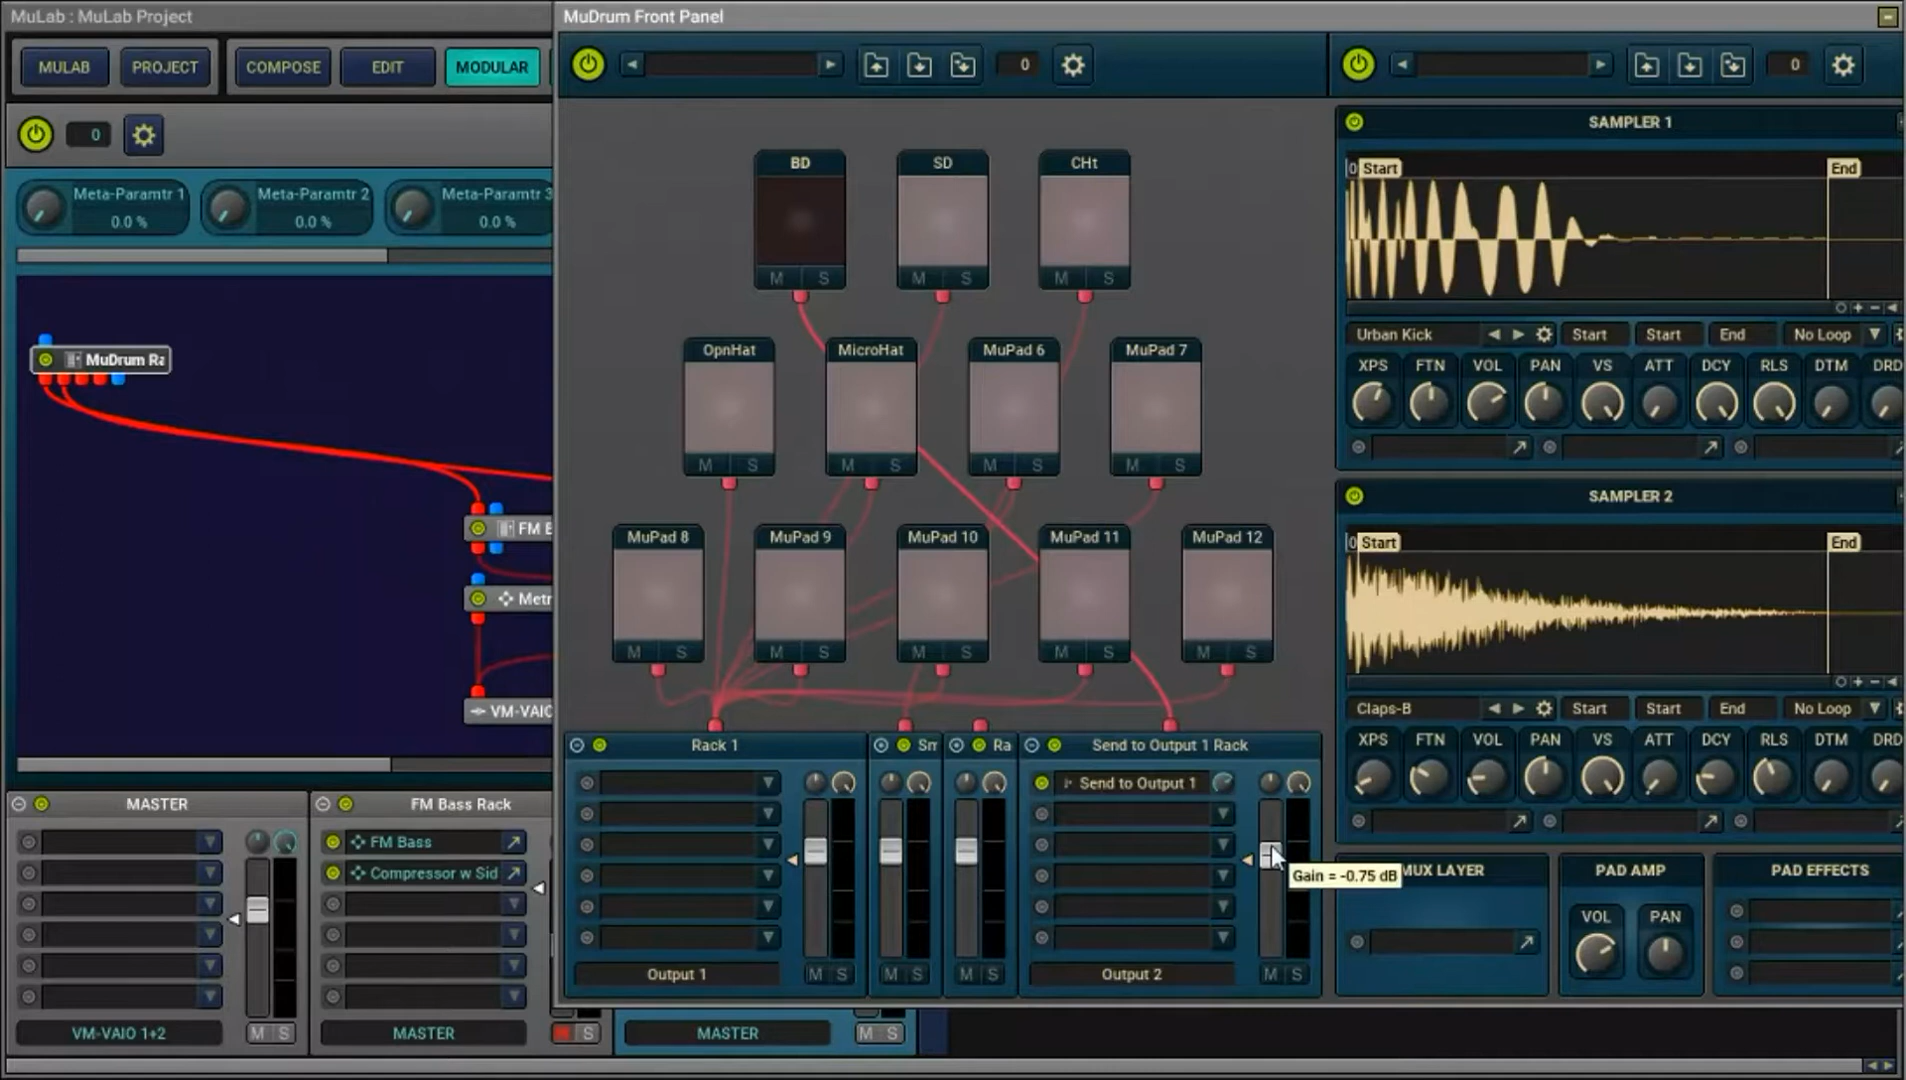 MuLab : MuLab Project
MuDrum Front Panel
MULAB
PROJECT
COMPOSE
EDIT
MODULAR
0
0
0
Meta-Paramtr 1
0.0 %
Meta-Paramtr 2
0.0 %
Meta-Paramtr 3
0.0 %
MuDrum Ra
FM B
Metr
VM-VAIO
BD
M S
SD
M S
CHt
M S
OpnHat
M S
MicroHat
M S
MuPad 6
M S
MuPad 7
M S
MuPad 8
M S
MuPad 9
M S
MuPad 10
M S
MuPad 11
M S
MuPad 12
M S
SAMPLER 1
0 Start
End
Urban Kick
Start
Start
End
No Loop
XPS FTN VOL PAN VS ATT DCY RLS DTM DRD
SAMPLER 2
0 Start
End
Claps-B
Start
Start
End
No Loop
XPS FTN VOL PAN VS ATT DCY RLS DTM DRD
MUX LAYER
PAD AMP
VOL PAN
PAD EFFECTS
Rack 1
Output 1
M S
Sm
M S
Ra
M S
Send to Output 1 Rack
Send to Output 1
Gain = -0.75 dB
Output 2
M S
MASTER
VM-VAIO 1+2
M S
FM Bass Rack
FM Bass
Compressor w Sid
MASTER
S
MASTER
M S